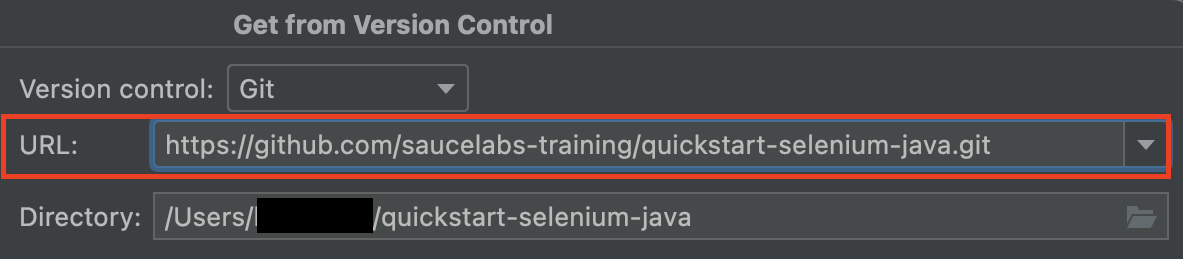 Get from Version Control
Version control: Git
URL: https://github.com/saucelabs-training/quickstart-selenium-java.git
Directory: /Users/ /quickstart-selenium-java